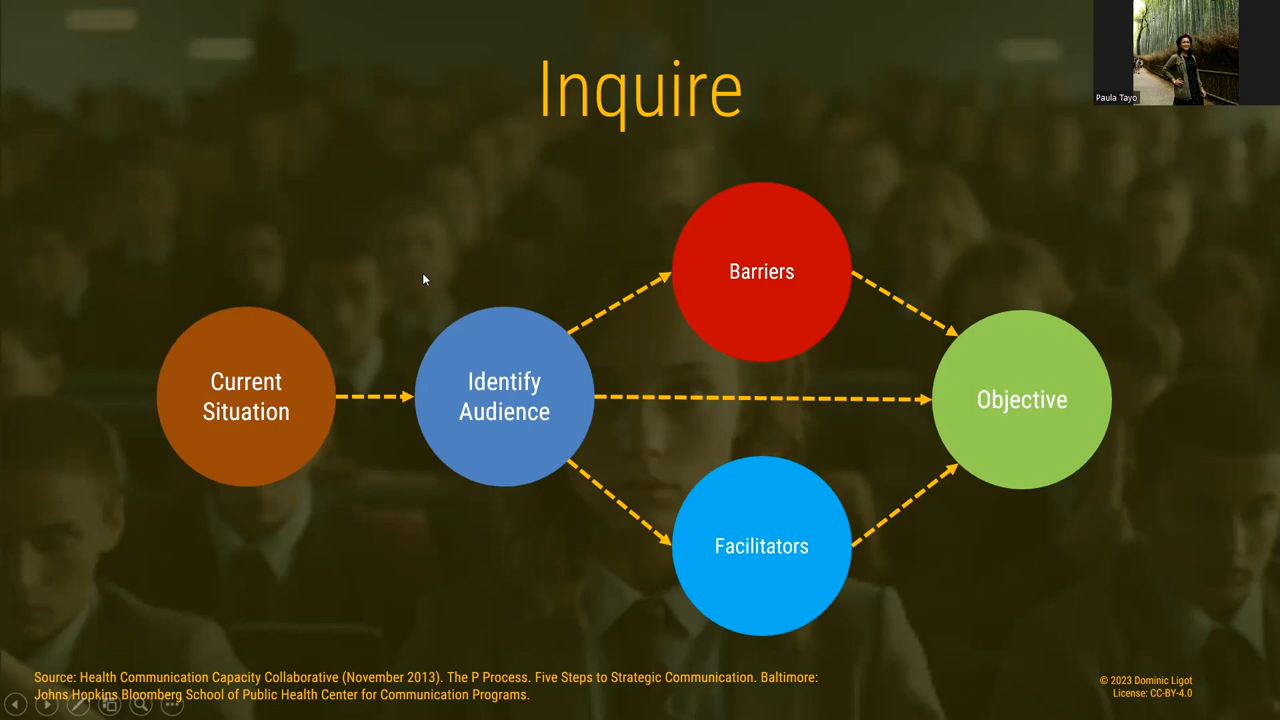 Inquire
Paula Tayo
Barriers
Current
Situation
Identify
Audience
Objective
Facilitators
Source: Health Communication Capacity Collaborative (November 2013). The P Process. Five Steps to Strategic Communication. Baltimore:
Johns Hopkins Bloomberg School of Public Health Center for Communication Programs.
© 2023 Dominic Ligot
License: CC-BY-4.0